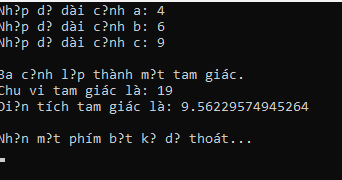 Nh?p d? dài c?nh a: 4
Nh?p d? dài c?nh b: 6
Nh?p d? dài c?nh c: 9
Ba c?nh l?p thành m?t tam giác.
Chu vi tam giác là: 19
Di?n tích tam giác là: 9.56229574945264
Nh?n m?t phím b?t k? d? thoát...